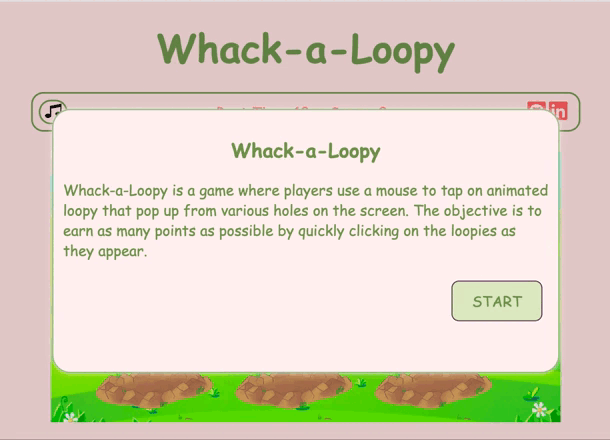 Whack-a-Loopy
in
Whack-a-Loopy
Whack-a-Loopy is a game where players use a mouse to tap on animated
loopy that pop up from various holes on the screen. The objective is to
earn as many points as possible by quickly clicking on the loopies as
they appear.
START